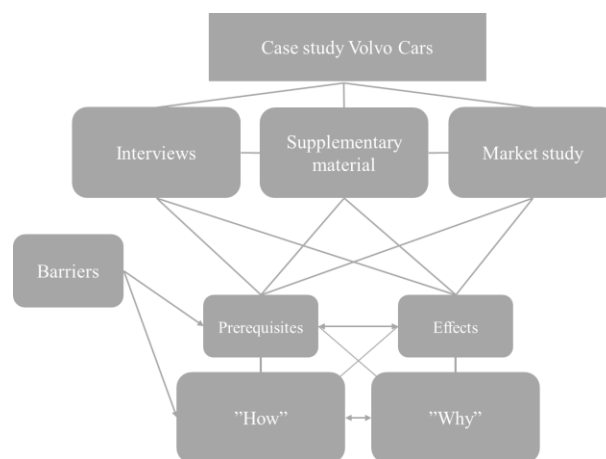 Case study Volvo Cars
Interviews
Supplementary
material
Market study
Barriers
Prerequisites
Effects
”How”
”Why”